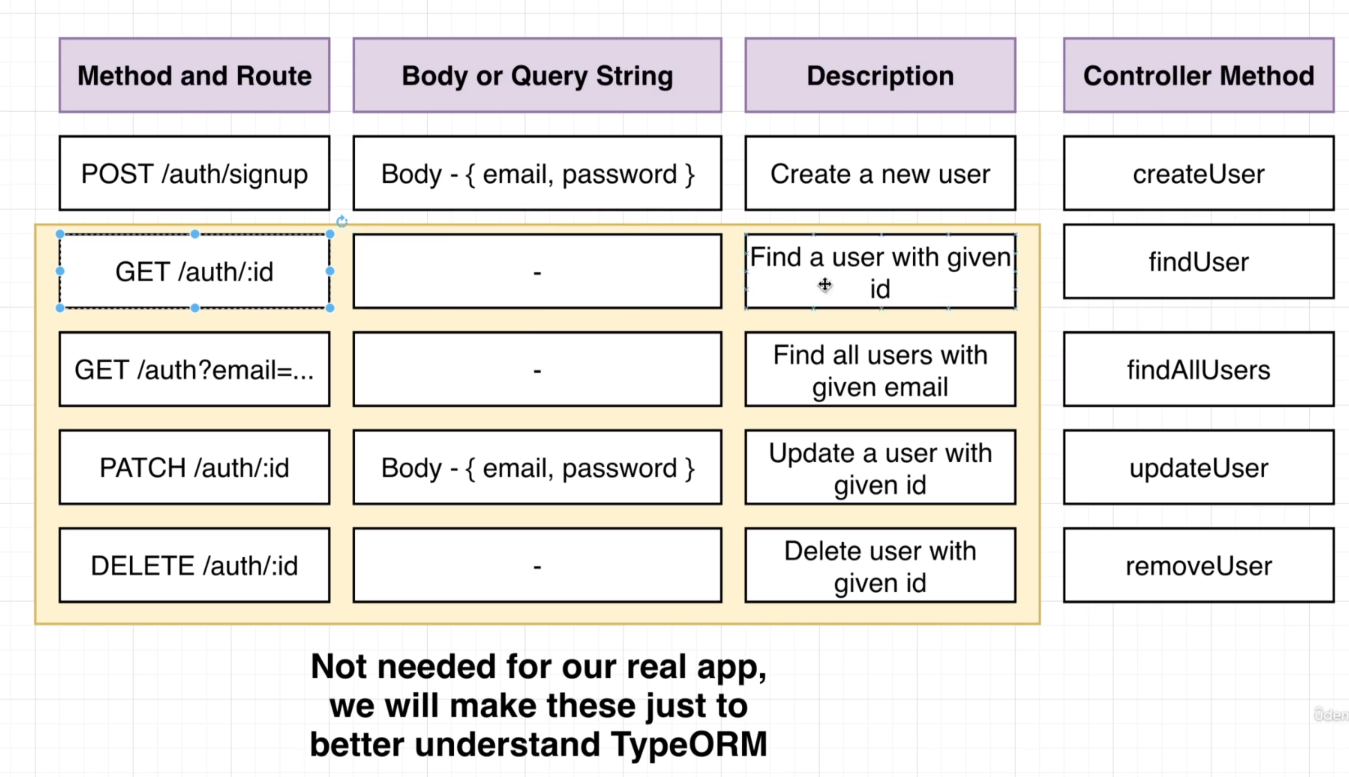 Method and Route
Body or Query String
Description
Controller Method
POST /auth/signup
Body - { email, password }
Create a new user
createUser
GET /auth/:id
-
Find a user with given
id
findUser
GET /auth?email=...
-
Find all users with
given email
findAllUsers
PATCH /auth/:id
Body - { email, password }
Update a user with
given id
updateUser
DELETE /auth/:id
-
Delete user with
given id
removeUser
Not needed for our real app,
we will make these just to
better understand TypeORM